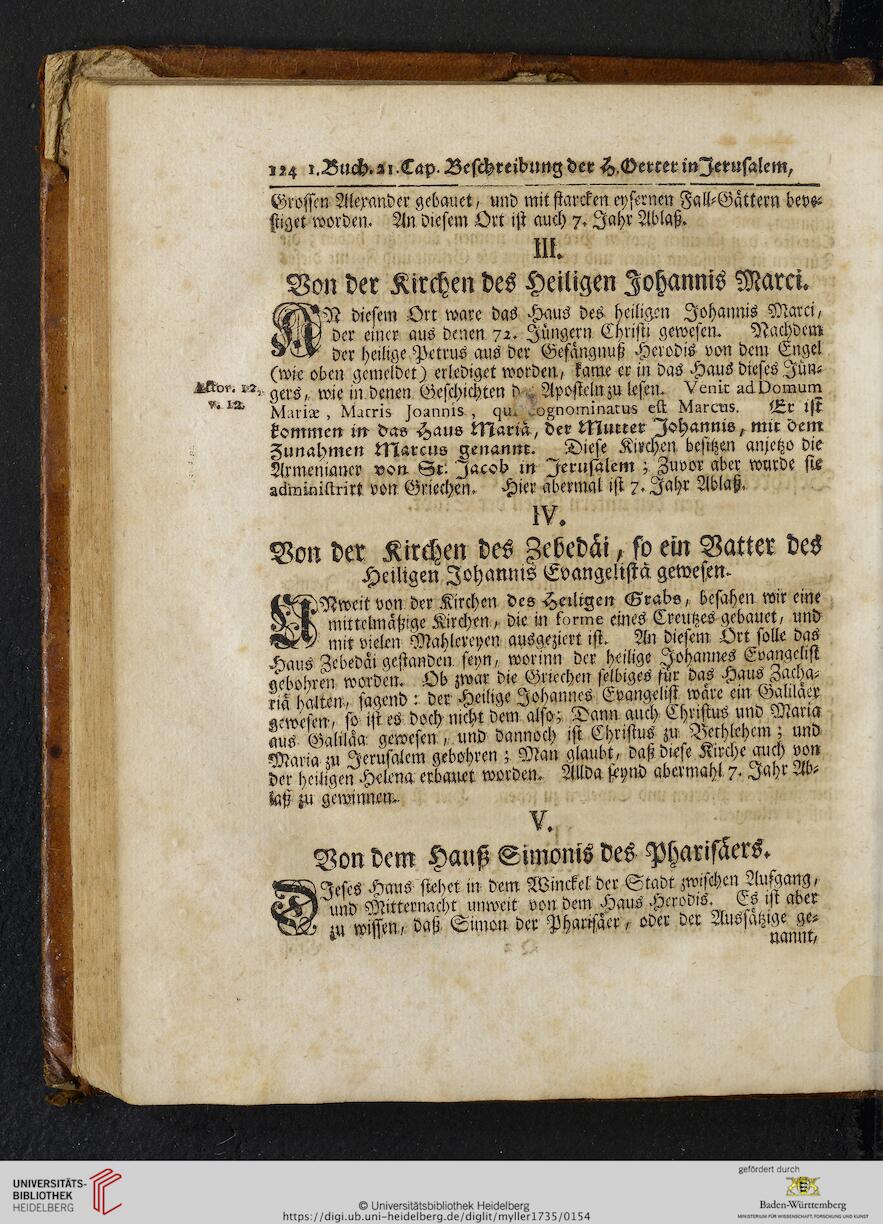 124 1.Buch. 21.Cap. Beschreibung der H. Oerter in Jerusalem,
Grossen Alexander gebauet, und mit starcken eysernen Fall-Gättern beve-
stiget worden. An diesem Ort ist auch 7. Jahr Ablaß.
III.
Von der Kirchen des Heiligen Johannis Marci.
AN diesem Ort ware das Haus des heiligen Johannis Marci,
der einer aus denen 72. Jüngern Christi gewesen. Nachdem
der heilige Petrus aus der Gefängnuß Herodis von dem Engel
(wie oben gemeldet) erlediget worden, kame er in das Haus dieses Jün-
Actor. 12.
v. 12.
gers, wie in denen Geschichten Aposteln zu lesen. Venit ad Domum
Mariæ, Matris Joannis, cognominatus est Marcus. Er ist
kommen in das Haus Mariä, der Mutter Johannis, mit dem
Zunahmen Marcus genannt. Diese Kirchen besitzen anjetzo die
Armenianer von St. Jacob in Jerusalem; Zuvor aber wurde sie
administrirt von Griechen. Hier abermal ist 7. Jahr Ablaß.
IV.
Von der Kirchen des Zebedäi, so ein Vatter des
Heiligen Johannis Evangelistä gewesen.
UNweit von der Kirchen des Heiligen Grabs, besahen wir eine
mittelmäßige Kirchen, die in forme eines Creutzes gebauet, und
mit vielen Mahlereyen ausgeziert ist. An diesem Ort solle das
Haus Zebedäi gestanden seyn, worinn der heilige Johannes Evangelist
gebohren worden. Ob zwar die Griechen selbiges für das Haus Zacha-
riä halten, sagend: der Heilige Johannes Evangelist wäre ein Galiläer
gewesen, so ist es doch nicht dem also; Dann auch Christus und Maria
aus Galiläa gewesen, und dannoch ist Christus zu Bethlehem; und
Maria zu Jerusalem gebohren; Man glaubt, daß diese Kirche auch von
der heiligen Helena erbauet worden. Allda seynd abermahl 7. Jahr Ab-
laß zu gewinnen.
V.
Von dem Hauß Simonis des Pharisäers.
DIeses Haus stehet in dem Winckel der Stadt zwischen Aufgang,
und Mitternacht unweit von dem Haus Herodis. Es ist aber
zu wissen, daß Simon der Pharisäer, oder der Aussätzige ge-
nannt,
UNIVERSITÄTS-
BIBLIOTHEK
HEIDELBERG
© Universitätsbibliothek Heidelberg
https://digi.ub.uni-heidelberg.de/diglit/myller1735/0154
gefördert durch
Baden-Württemberg
MINISTERIUM FÜR WISSENSCHAFT, FORSCHUNG UND KUNST